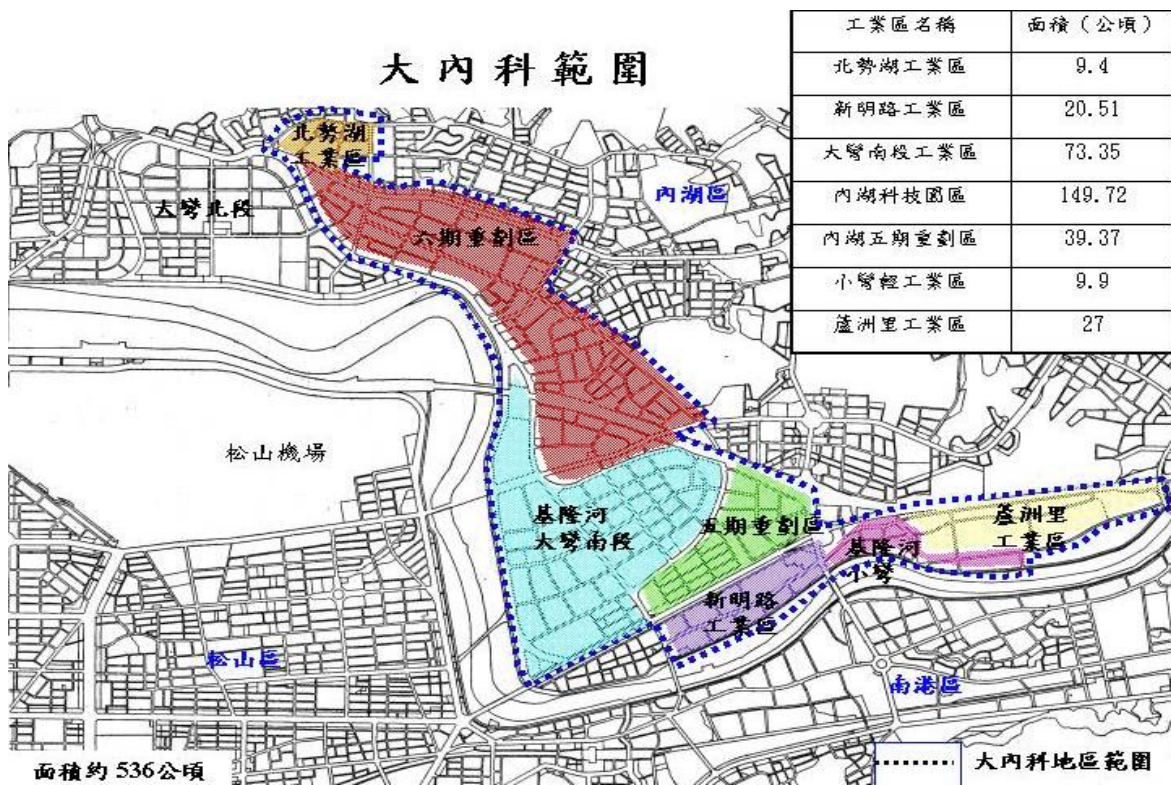 大內科範圍
工業區名稱 面積（公頃）
北勢湖工業區 9.4
新明路工業區 20.51
大彎南段工業區 73.35
內湖科技園區 149.72
內湖五期重劃區 39.37
小彎輕工業區 9.9
蘆洲里工業區 27
北勢湖
工業區
大彎北段
內湖區
六期重劃區
松山機場
基隆河
大彎南段
五期重劃區
蘆洲里
工業區
基隆河
小彎
新明路
工業區
松山區
南港區
面積約 536公頃
大內科地區範圍